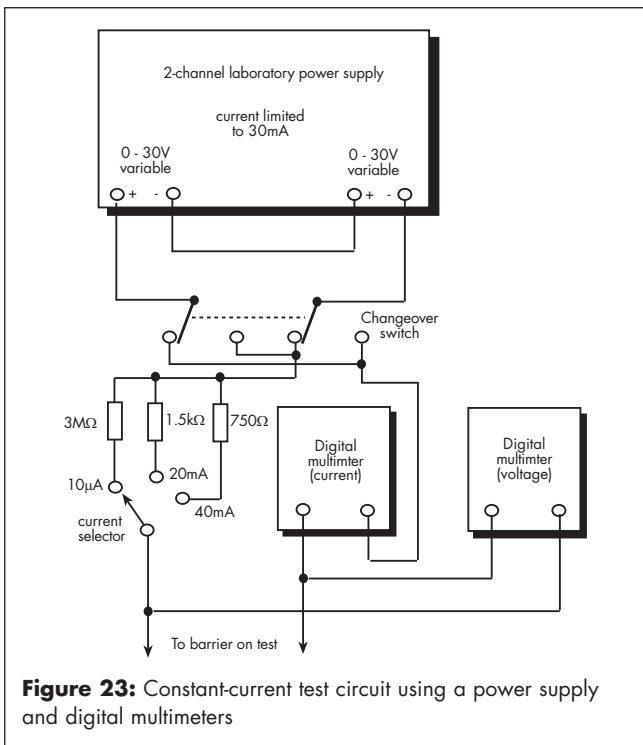 2-channel laboratory power supply
current limited
to 30mA
0 - 30V
variable
0 - 30V
variable
+ -
+ -
Changeover
switch
3MΩ
1.5kΩ
750Ω
10μA
20mA
40mA
current
selector
Digital
multimter
(current)
Digital
multimter
(voltage)
To barrier on test
Figure 23: Constant-current test circuit using a power supply
and digital multimeters